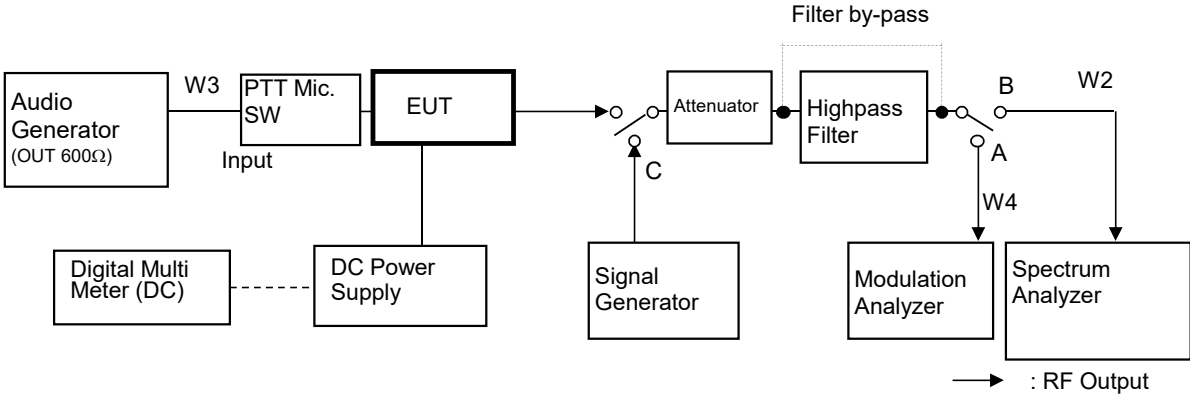 Filter by-pass
Audio
Generator
(OUT 600Ω)
W3
PTT Mic.
SW
Input
EUT
Attenuator
Highpass
Filter
B
W2
A
C
W4
Digital Multi
Meter (DC)
DC Power
Supply
Signal
Generator
Modulation
Analyzer
Spectrum
Analyzer
: RF Output